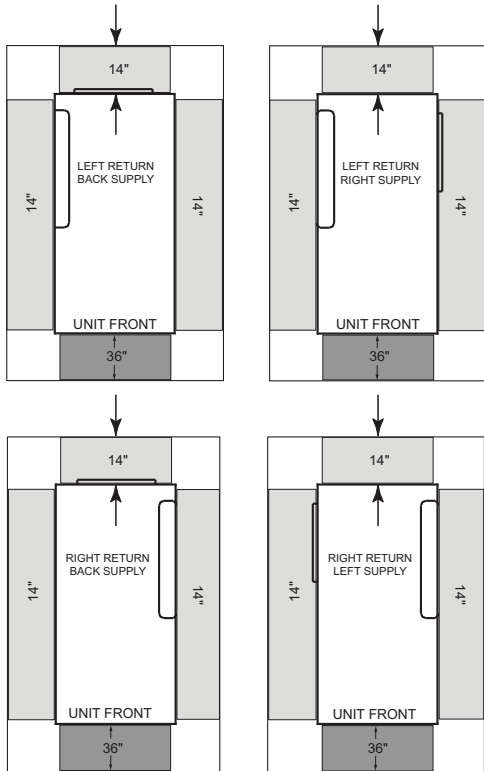 14"
14"
LEFT RETURN
BACK SUPPLY
14"
UNIT FRONT
36"
14"
14"
LEFT RETURN
RIGHT SUPPLY
14"
UNIT FRONT
36"
14"
14"
RIGHT RETURN
BACK SUPPLY
14"
UNIT FRONT
36"
14"
14"
RIGHT RETURN
LEFT SUPPLY
14"
UNIT FRONT
36"